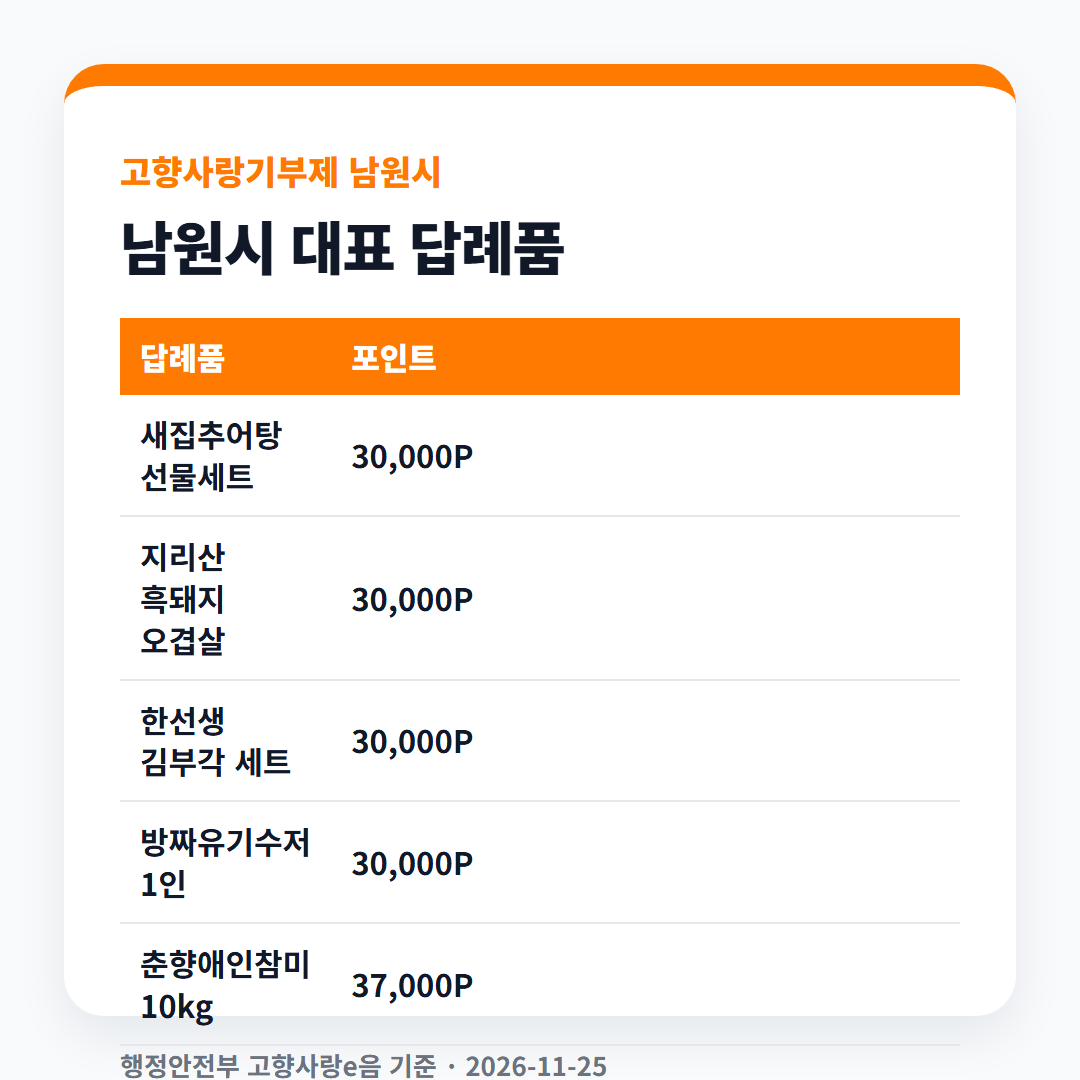 고향사랑기부제 남원시
남원시 대표 답례품
답례품 포인트
새집추어탕
선물세트
30,000P
지리산
흑돼지
오겹살
30,000P
한선생
김부각 세트
30,000P
방짜유기수저
1인
30,000P
춘향애인참미
10kg
37,000P
행정안전부 고향사랑e음 기준 · 2026-11-25